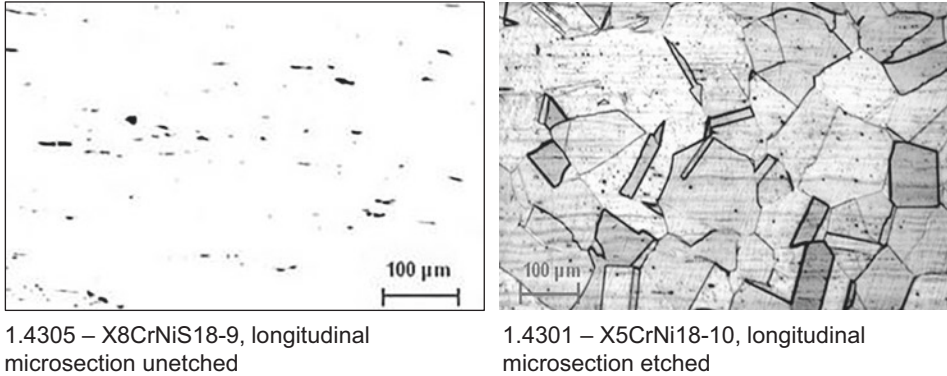 100 µm
100 µm
1.4305 – X8CrNiS18-9, longitudinal
microsection unetched
1.4301 – X5CrNi18-10, longitudinal
microsection etched